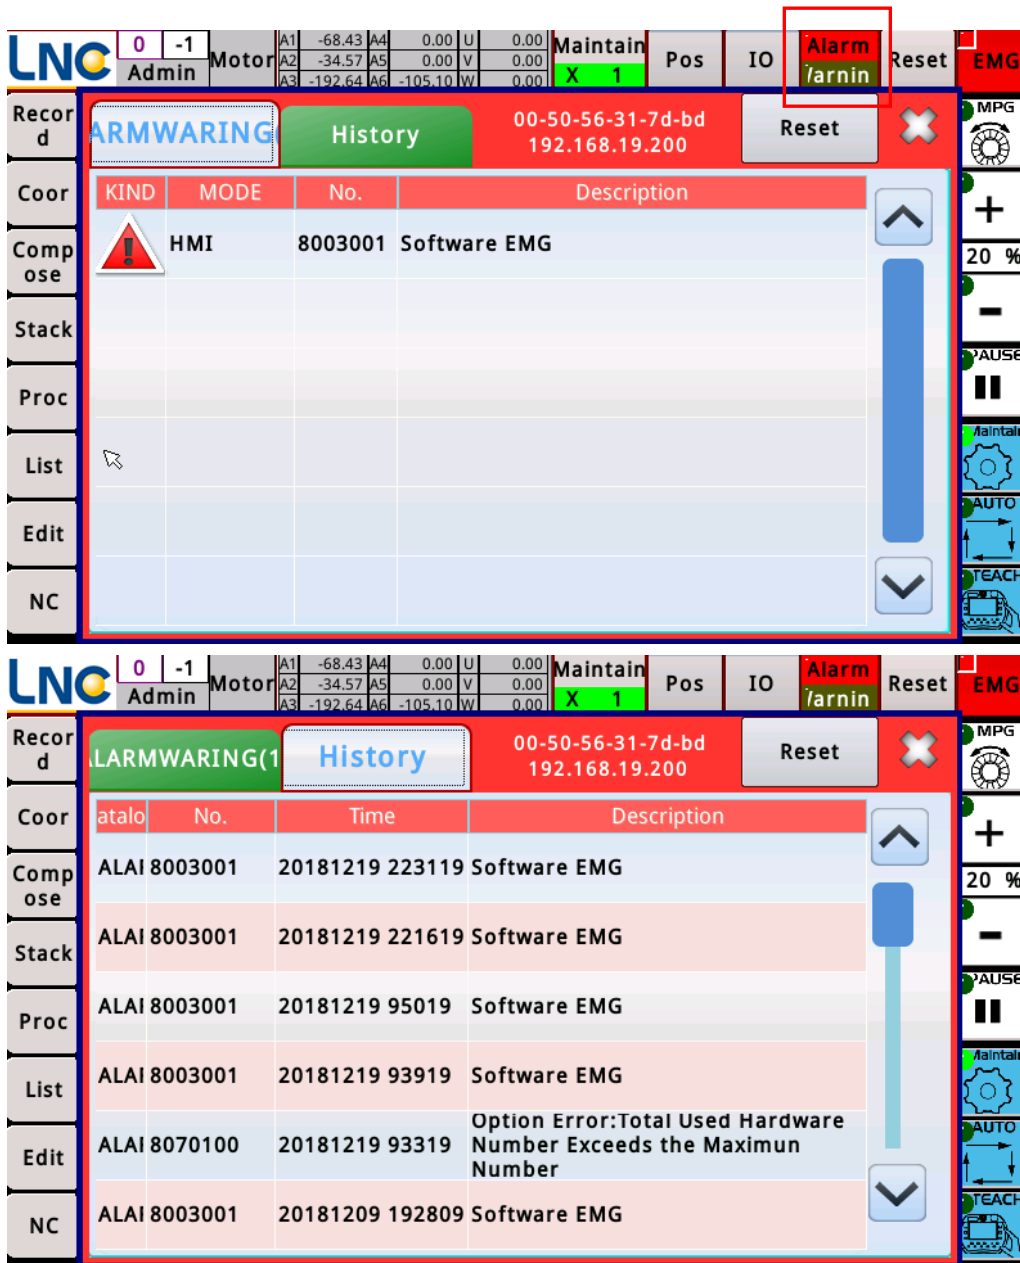 LNC
0 -1
Admin
Motor
A1 -68.43 A4 0.00 U 0.00
A2 -34.57 A5 0.00 V 0.00
A3 -192.64 A6 -105.10 W 0.00
Maintain
X 1
Pos
IO
Alarm
/arnin
Reset
EMG
Recor
d
Coor
Comp
ose
Stack
Proc
List
Edit
NC
ARMWARING(
History
00-50-56-31-7d-bd
192.168.19.200
Reset
KIND MODE No. Description
HMI 8003001 Software EMG
MPG
+
20 %
-
PAUSE
Maintain
AUTO
TEACH
LNC
0 -1
Admin
Motor
A1 -68.43 A4 0.00 U 0.00
A2 -34.57 A5 0.00 V 0.00
A3 -192.64 A6 -105.10 W 0.00
Maintain
X 1
Pos
IO
Alarm
/arnin
Reset
EMG
Recor
d
Coor
Comp
ose
Stack
Proc
List
Edit
NC
LARMWARING(1
History
00-50-56-31-7d-bd
192.168.19.200
Reset
atalo No. Time Description
ALAI 8003001 20181219 223119 Software EMG
ALAI 8003001 20181219 221619 Software EMG
ALAI 8003001 20181219 95019 Software EMG
ALAI 8003001 20181219 93919 Software EMG
Option Error:Total Used Hardware
ALAI 8070100 20181219 93319 Number Exceeds the Maximun
Number
ALAI 8003001 20181209 192809 Software EMG
MPG
+
20 %
-
PAUSE
Maintain
AUTO
TEACH